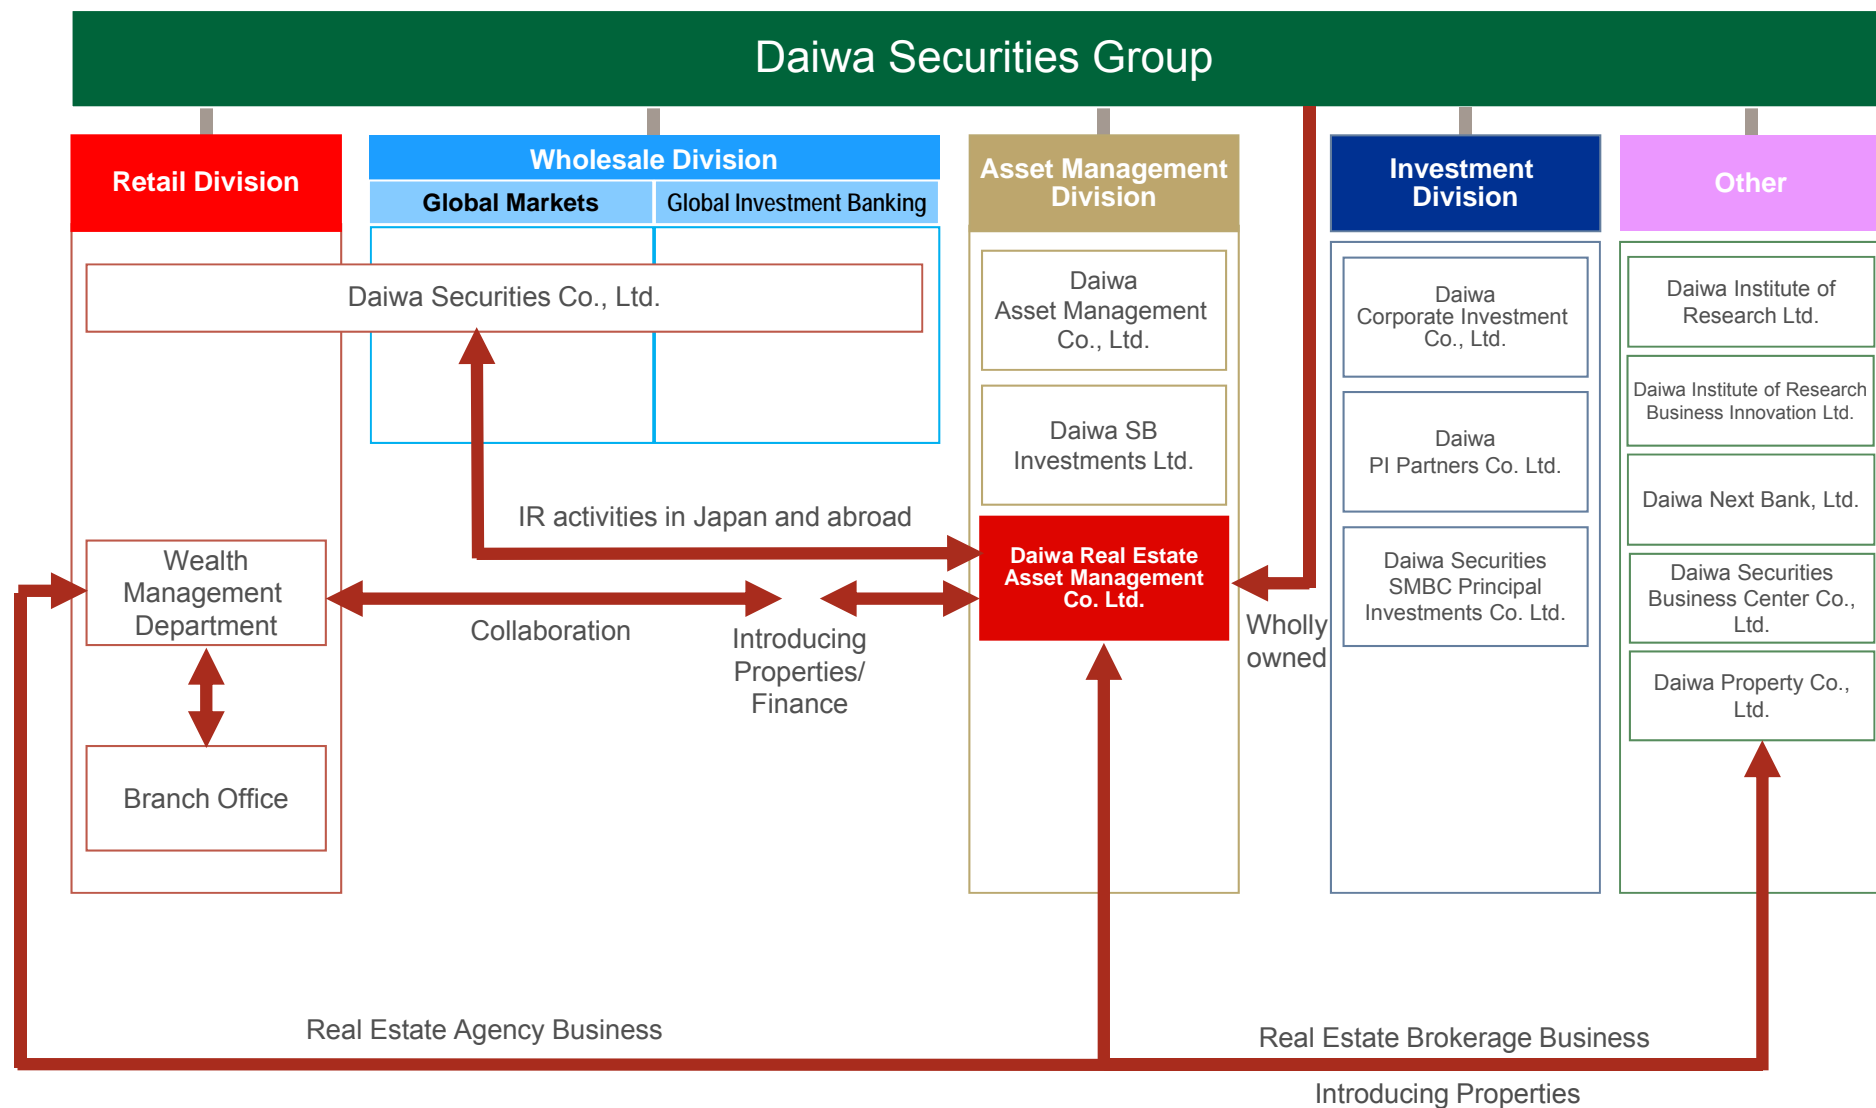 Daiwa Securities Group
Retail Division
Wholesale Division
Global Markets
Global Investment Banking
Asset Management
Division
Investment
Division
Other
Daiwa Securities Co., Ltd.
Daiwa
Asset Management
Co., Ltd.
Daiwa
Corporate Investment
Co., Ltd.
Daiwa Institute of
Research Ltd.
Daiwa Institute of Research
Business Innovation Ltd.
Daiwa SB
Investments Ltd.
Daiwa
PI Partners Co. Ltd.
Daiwa Next Bank, Ltd.
IR activities in Japan and abroad
Wealth
Management
Department
Daiwa Real Estate
Asset Management
Co. Ltd.
Daiwa Securities
SMBC Principal
Investments Co. Ltd.
Daiwa Securities
Business Center Co.,
Ltd.
Collaboration
Introducing
Properties/
Finance
Wholly
owned
Daiwa Property Co.,
Ltd.
Branch Office
Real Estate Agency Business
Real Estate Brokerage Business
Introducing Properties